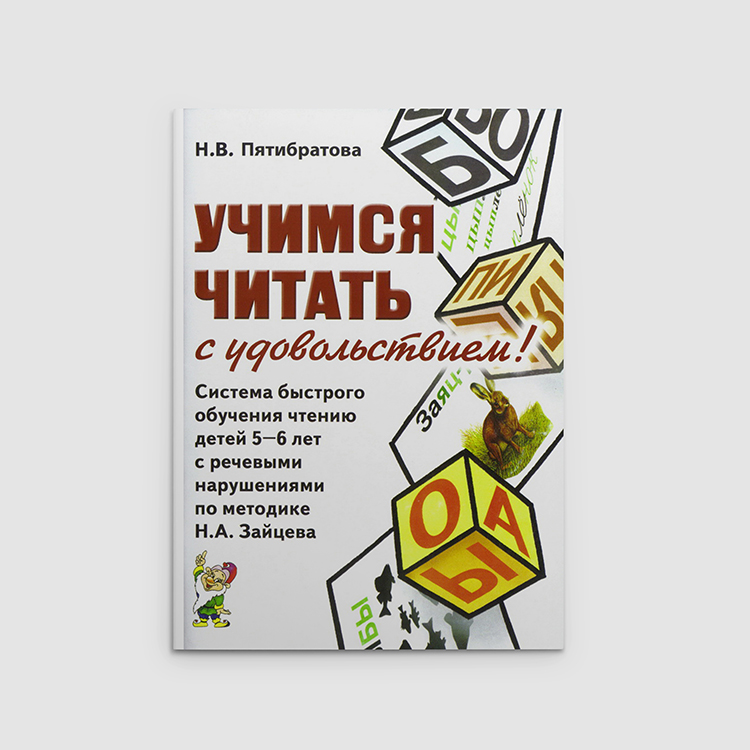 Н.В. Пятибратова
УЧИМСЯ
ЧИТАТЬ
с удовольствием!
Система быстрого
обучения чтению
детей 5–6 лет
с речевыми
нарушениями
по методике
Н.А. Зайцева
Б
БО
ПИ
Заяц
О
А
Ы